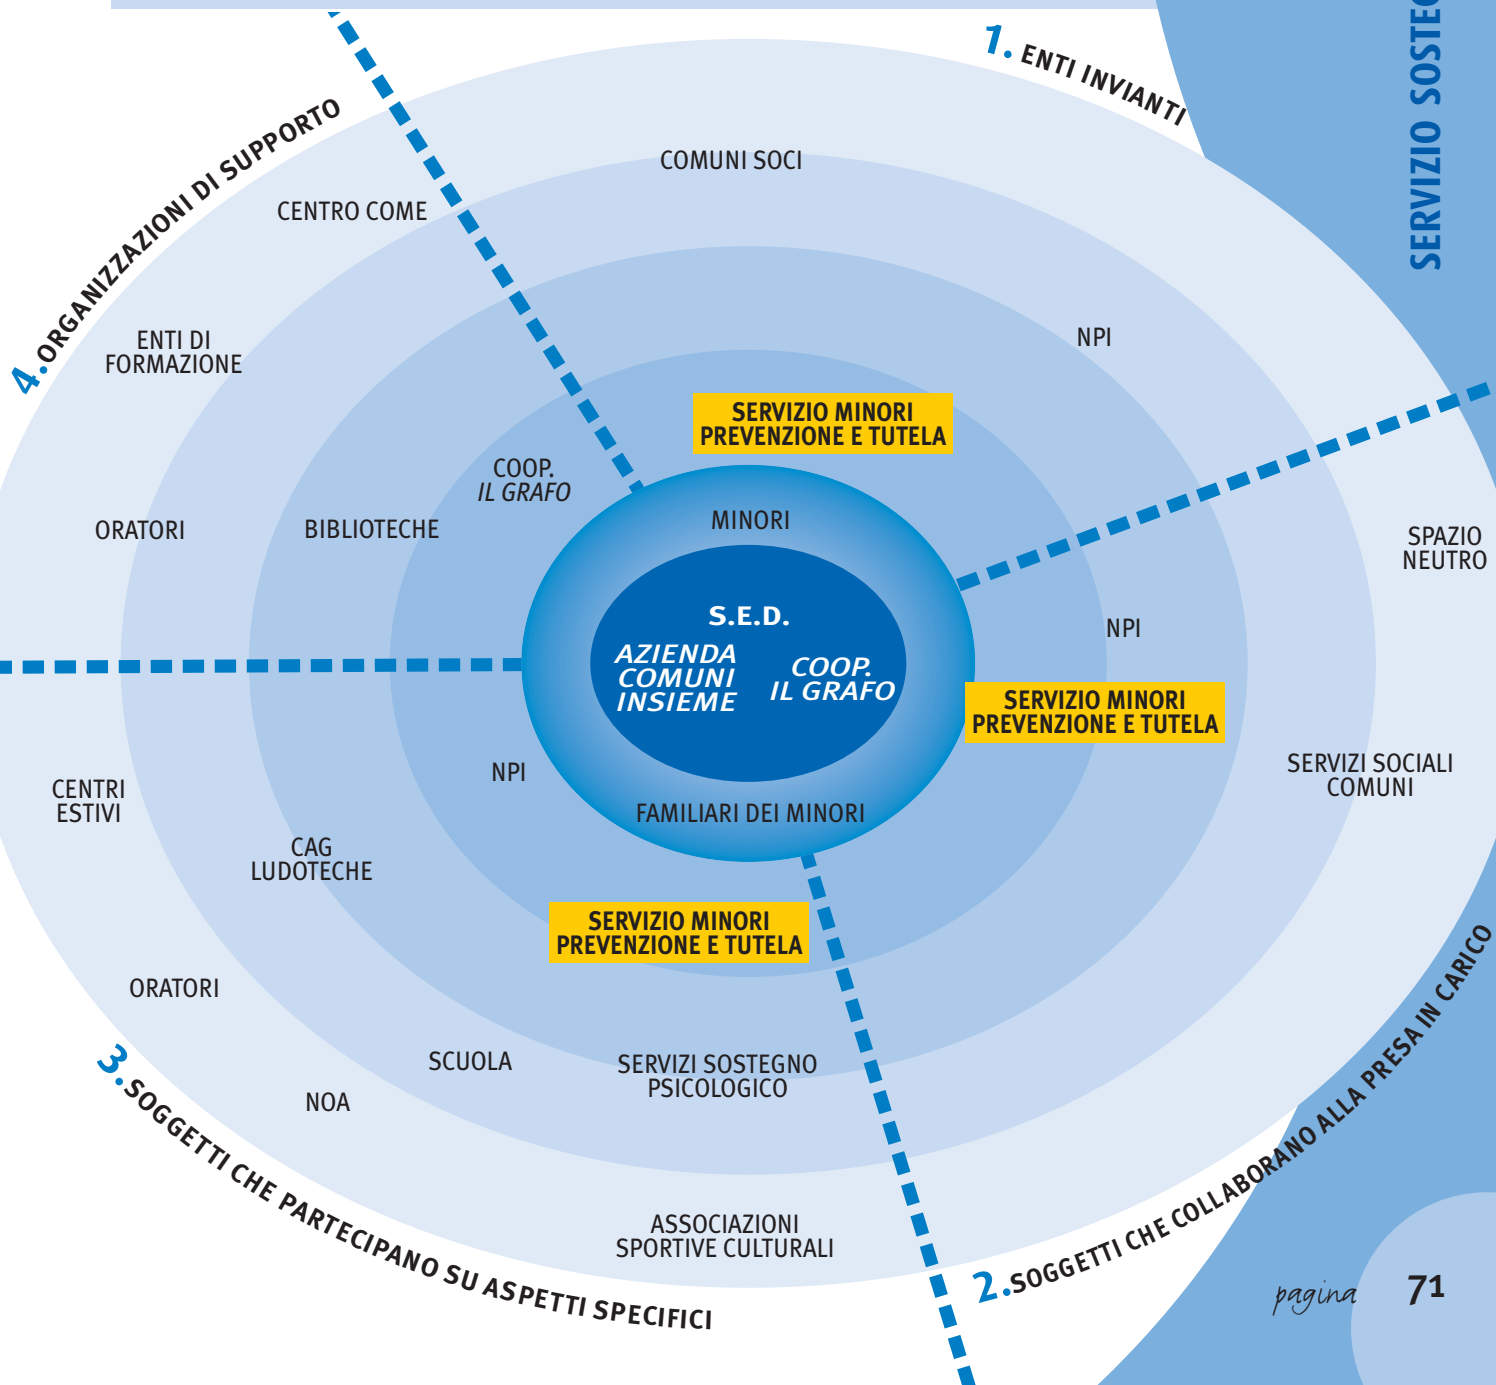 1. ENTI INVIANTI
SERVIZIO SOSTEG
4. ORGANIZZAZIONI DI SUPPORTO
COMUNI SOCI
CENTRO COME
ENTI DI
FORMAZIONE
NPI
SERVIZIO MINORI
PREVENZIONE E TUTELA
COOP.
IL GRAFO
ORATORI
BIBLIOTECHE
MINORI
SPAZIO
NEUTRO
S.E.D.
AZIENDA
COMUNI
INSIEME
COOP.
IL GRAFO
NPI
SERVIZIO MINORI
PREVENZIONE E TUTELA
SERVIZI SOCIALI
COMUNI
NPI
FAMILIARI DEI MINORI
CENTRI
ESTIVI
CAG
LUDOTECHE
SERVIZIO MINORI
PREVENZIONE E TUTELA
ORATORI
SCUOLA
SERVIZI SOSTEGNO
PSICOLOGICO
NOA
ASSOCIAZIONI
SPORTIVE CULTURALI
3. SOGGETTI CHE PARTECIPANO SU ASPETTI SPECIFICI
2. SOGGETTI CHE COLLABORANO ALLA PRESA IN CARICO
pagina 71